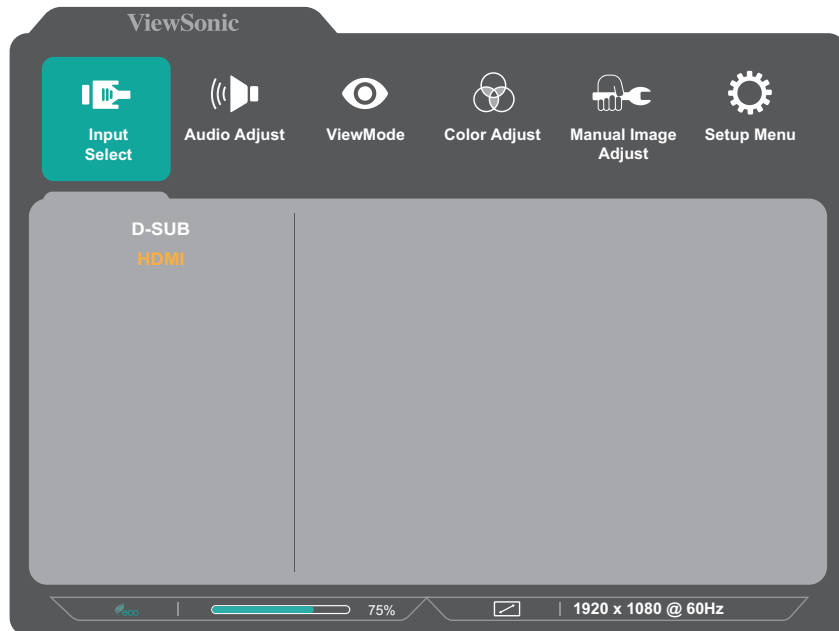 ViewSonic
Input
Select
Audio Adjust
ViewMode
Color Adjust
Manual Image
Adjust
Setup Menu
D-SUB
HDMI
eco
75%
1920 x 1080 @ 60Hz